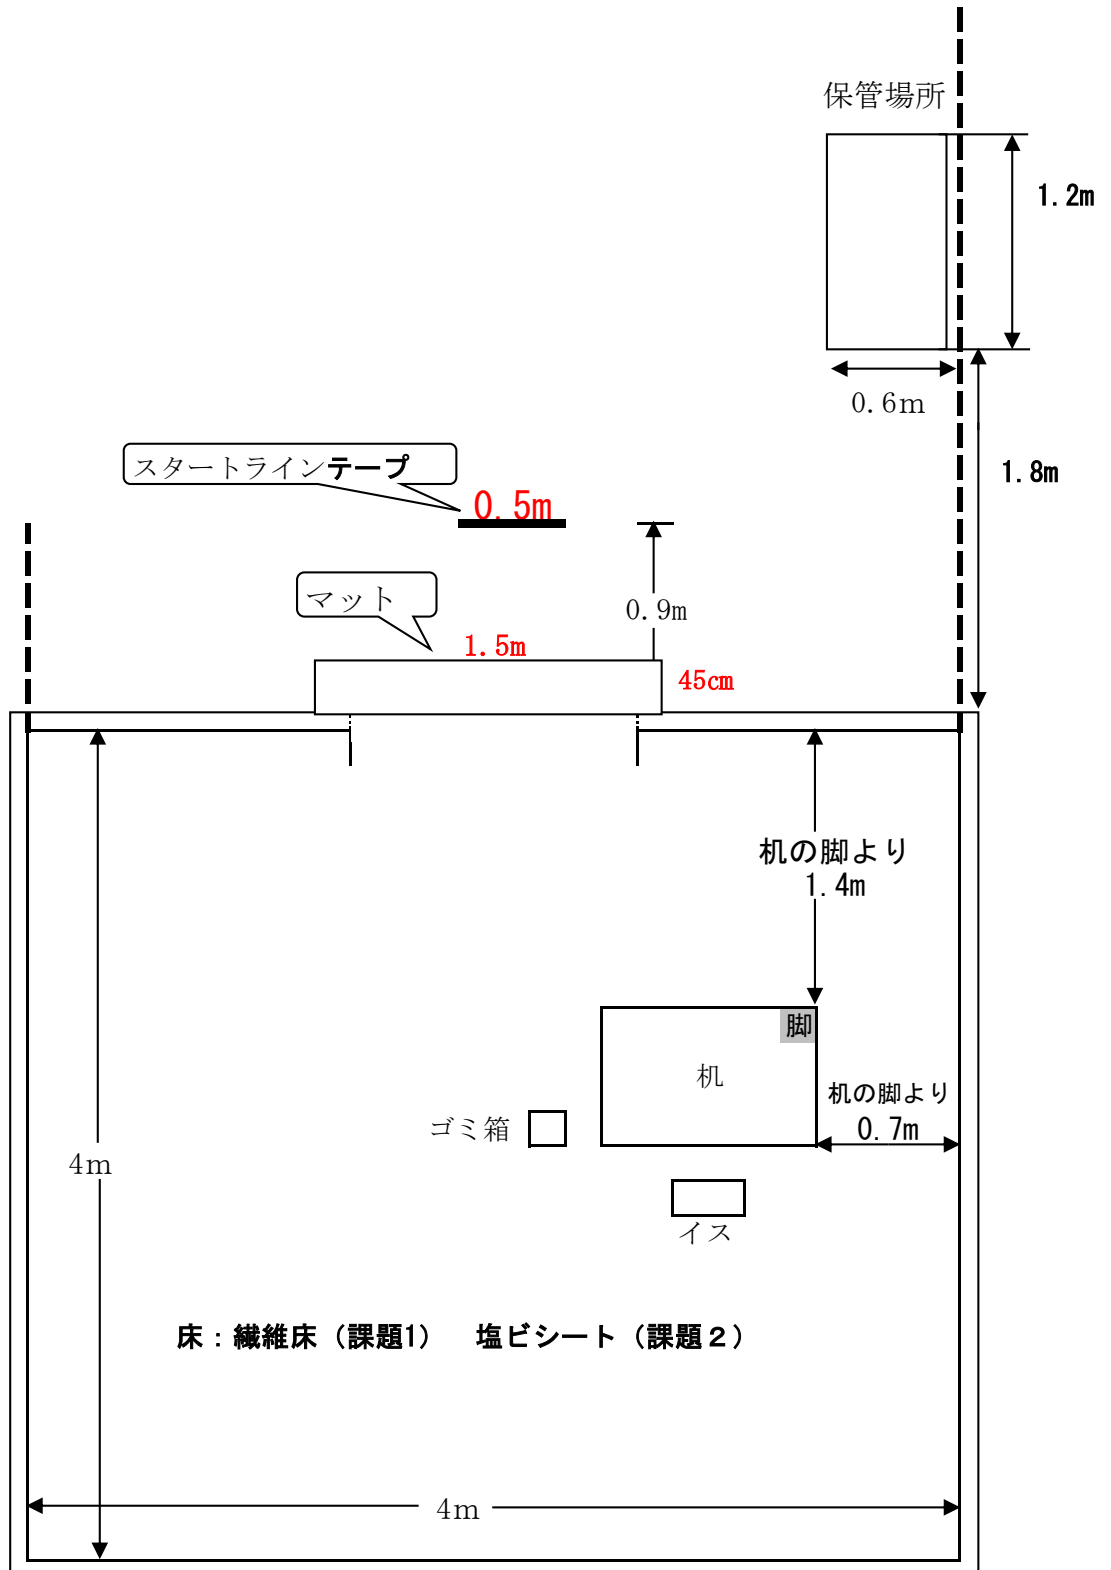 保管場所
1.2m
0.6m
1.8m
スタートラインテープ
0.5m
マット
0.9m
1.5m
45cm
机の脚より
1.4m
脚
机
机の脚より
0.7m
ゴミ箱
4m
イス
床：繊維床（課題1）　塩ビシート（課題２）
4m